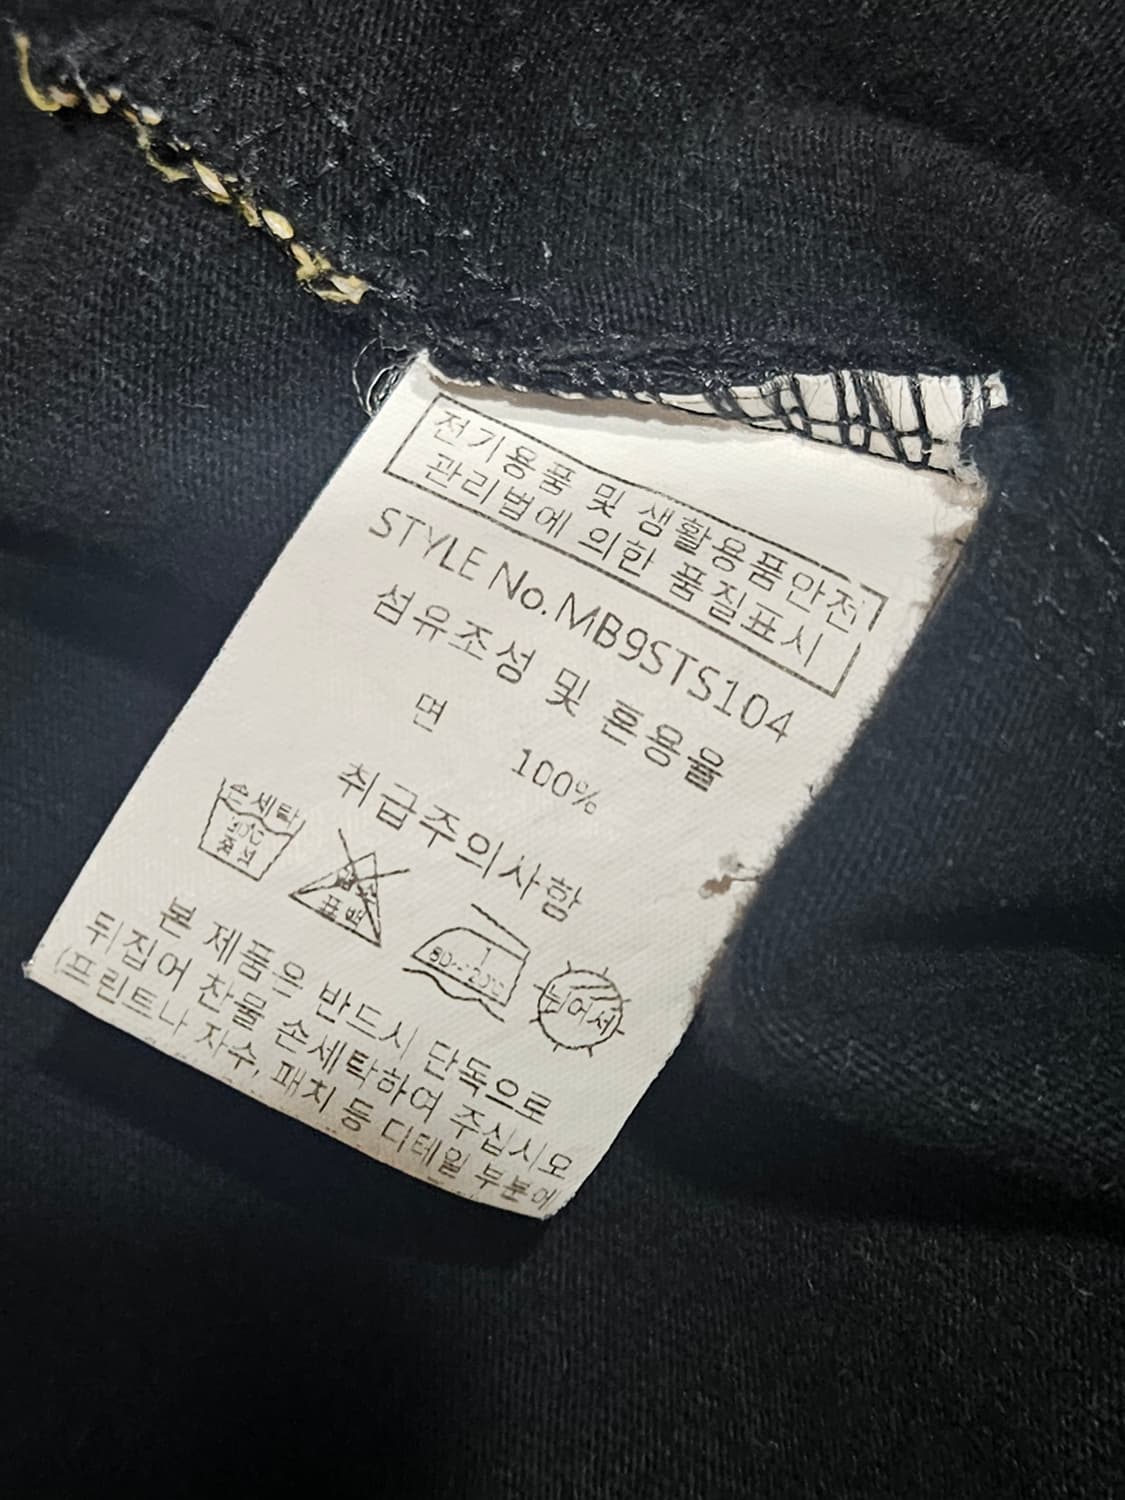 전기용품 및 생활용품안전
관리법에 의한 품질표시
STYLE No.MB9STS104
섬유조성 및 혼용율
면 100%
취급주의사항
손세탁
중성
표백
뉘어서
본 제품은 반드시 단독으로
뒤집어 찬물 손세탁하여 주십시오
(프린트나 자수, 패치 등 디테일 부분에